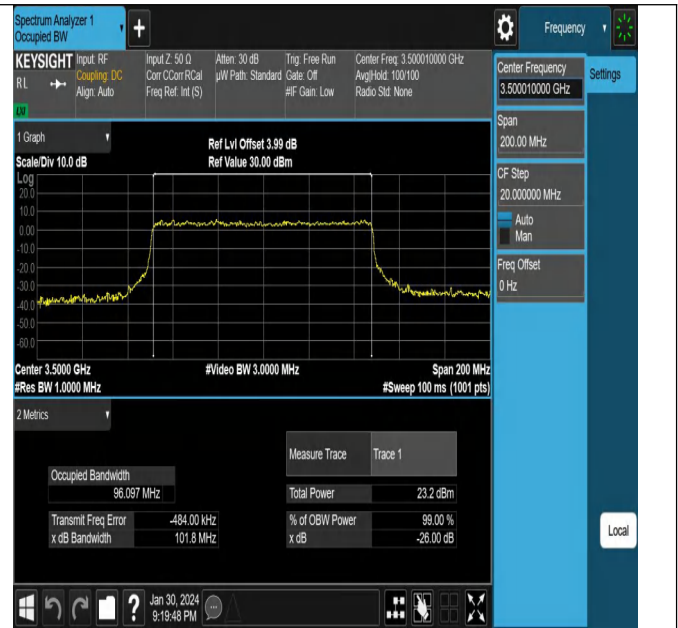 Spectrum Analyzer 1
Occupied BW
+
Frequency
KEYSIGHT
RL
LXI
Input: RF
Coupling: DC
Align: Auto
Input Z: 50 Ω
Corr CCorr RCal
Freq Ref: Int (S)
Atten: 30 dB
µW Path: Standard
Trig: Free Run
Gate: Off
#IF Gain: Low
Center Freq: 3.500010000 GHz
Avg|Hold: 100/100
Radio Std: None
Center Frequency
3.500010000 GHz
Settings
Span
200.00 MHz
CF Step
20.000000 MHz
Auto
Man
Freq Offset
0 Hz
1 Graph
Scale/Div 10.0 dB
Ref Lvl Offset 3.99 dB
Ref Value 30.00 dBm
Log
20.0
10.0
0.00
-10.0
-20.0
-30.0
-40.0
-50.0
-60.0
Center 3.5000 GHz
#Res BW 1.0000 MHz
#Video BW 3.0000 MHz
Span 200 MHz
#Sweep 100 ms (1001 pts)
2 Metrics
Measure Trace Trace 1
Occupied Bandwidth
96.097 MHz
Total Power 23.2 dBm
Transmit Freq Error -484.00 kHz
% of OBW Power 99.00 %
x dB Bandwidth 101.8 MHz
x dB -26.00 dB
Local
?
Jan 30, 2024
9:19:48 PM